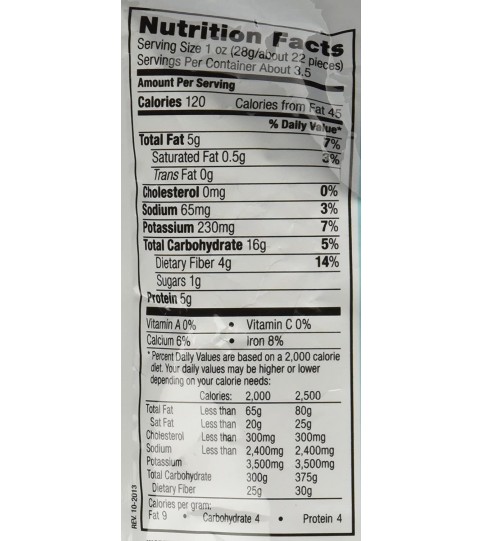 Nutrition Facts
Serving Size 1 oz (28g/about 22 pieces)
Servings Per Container About 3.5
Amount Per Serving
Calories 120 Calories from Fat 45
% Daily Value*
Total Fat 5g 7%
Saturated Fat 0.5g 3%
Trans Fat 0g
Cholesterol 0mg 0%
Sodium 65mg 3%
Potassium 230mg 7%
Total Carbohydrate 16g 5%
Dietary Fiber 4g 14%
Sugars 1g
Protein 5g
Vitamin A 0% • Vitamin C 0%
Calcium 6% • Iron 8%
*Percent Daily Values are based on a 2,000 calorie
diet. Your daily values may be higher or lower
depending on your calorie needs:
Calories: 2,000 2,500
Total Fat Less than 65g 80g
Sat Fat Less than 20g 25g
Cholesterol Less than 300mg 300mg
Sodium Less than 2,400mg 2,400mg
Potassium 3,500mg 3,500mg
Total Carbohydrate 300g 375g
Dietary Fiber 25g 30g
Calories per gram:
Fat 9 • Carbohydrate 4 • Protein 4
REV. 10-2013